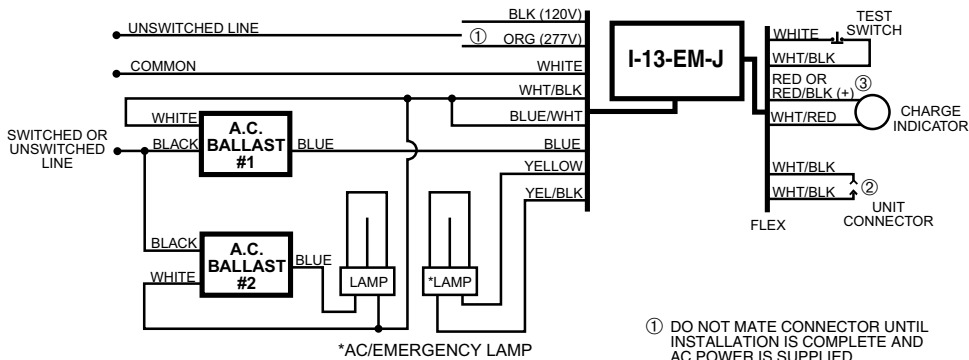 BLK (120V)
UNSWITCHED LINE
①
ORG (277V)
COMMON
WHITE
WHT/BLK
WHITE
BLUE/WHT
SWITCHED OR
UNSWITCHED
LINE
BLACK
A.C.
BALLAST
#1
BLUE
BLUE
YELLOW
YEL/BLK
BLACK
WHITE
A.C.
BALLAST
#2
BLUE
LAMP
*LAMP
*AC/EMERGENCY LAMP
I-13-EM-J
TEST
SWITCH
WHITE
WHT/BLK
RED OR
RED/BLK (+)
③
WHT/RED
CHARGE
INDICATOR
WHT/BLK
WHT/BLK
②
UNIT
CONNECTOR
FLEX
① DO NOT MATE CONNECTOR UNTIL
INSTALLATION IS COMPLETE AND
AC POWER IS SUPPLIED